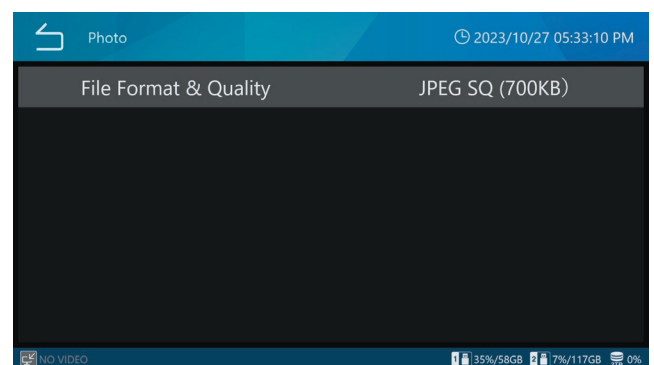 Photo
2023/10/27 05:33:10 PM
File Format & Quality JPEG SQ (700KB）
NO VIDEO
1 35%/58GB 2 7%/117GB 0%